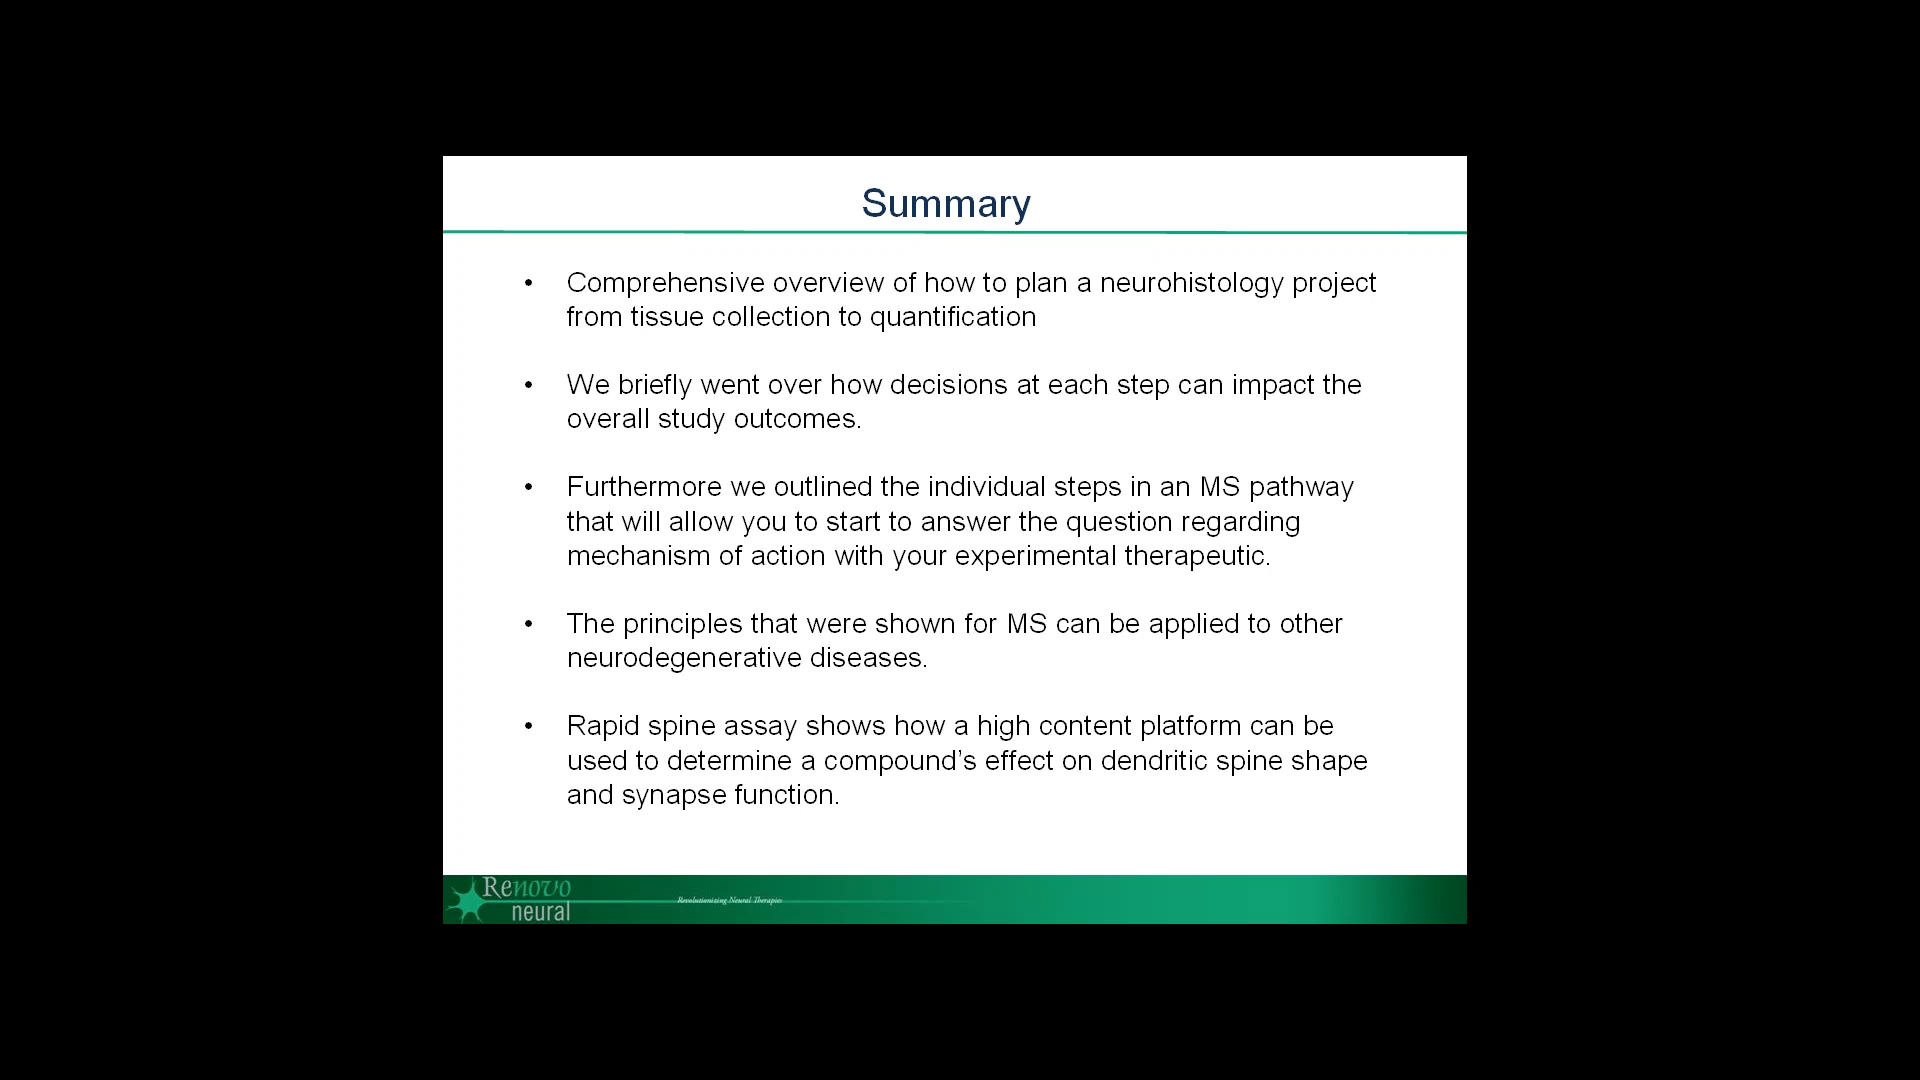 Summary
• Comprehensive overview of how to plan a neurohistology project
from tissue collection to quantification
• We briefly went over how decisions at each step can impact the
overall study outcomes.
• Furthermore we outlined the individual steps in an MS pathway
that will allow you to start to answer the question regarding
mechanism of action with your experimental therapeutic.
• The principles that were shown for MS can be applied to other
neurodegenerative diseases.
• Rapid spine assay shows how a high content platform can be
used to determine a compound’s effect on dendritic spine shape
and synapse function.
Renovo
neural
Revolutionizing Neural Therapies